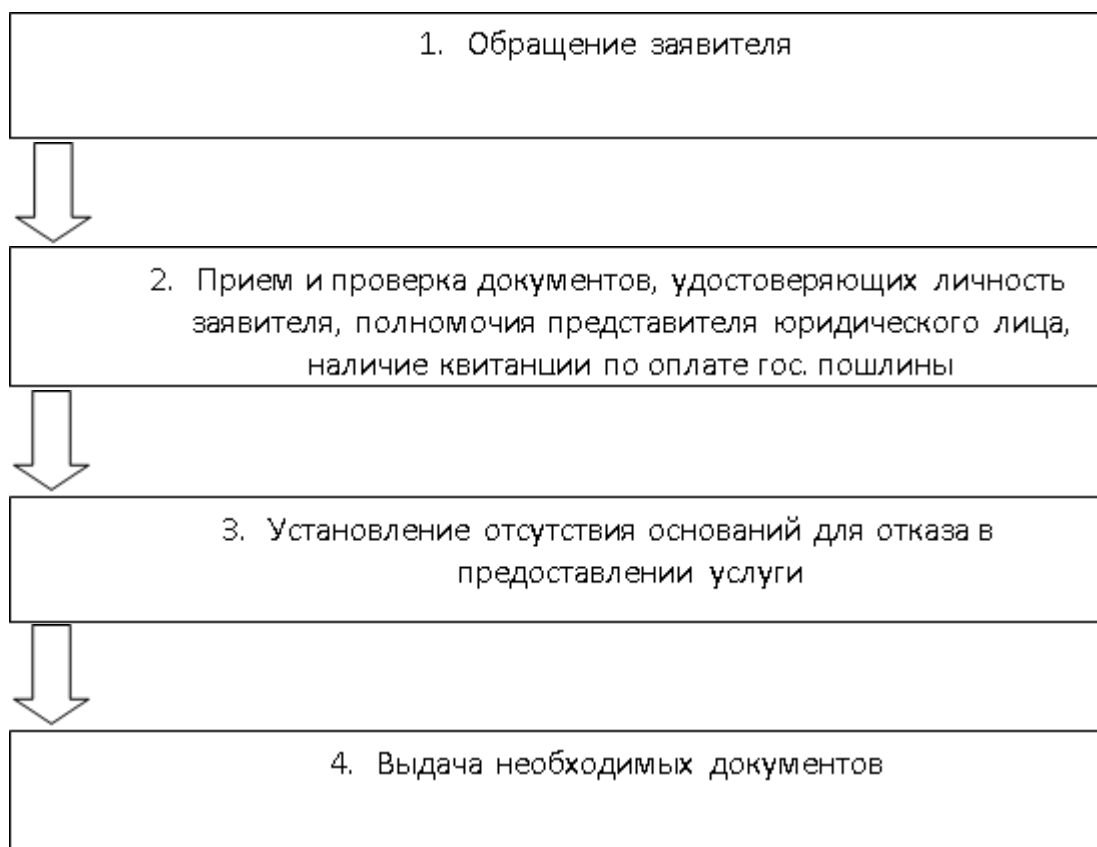 1. Обращение заявителя
2. Прием и проверка документов, удостоверяющих личность
заявителя, полномочия представителя юридического лица,
наличие квитанции по оплате гос. пошлины
3. Установление отсутствия оснований для отказа в
предоставлении услуги
4. Выдача необходимых документов